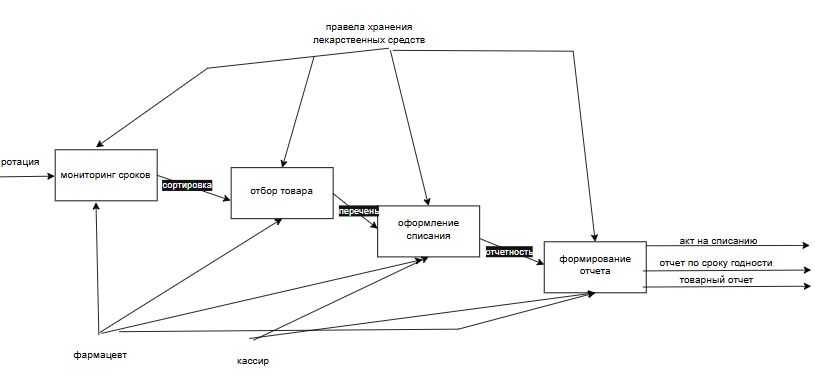 правела хранения
лекарственных средств
ротация
мониторинг сроков
сортировка
отбор товара
перечень
оформление
списания
отчетность
формирование
отчета
акт на списанию
отчет по сроку годности
товарный отчет
фармацевт
кассир